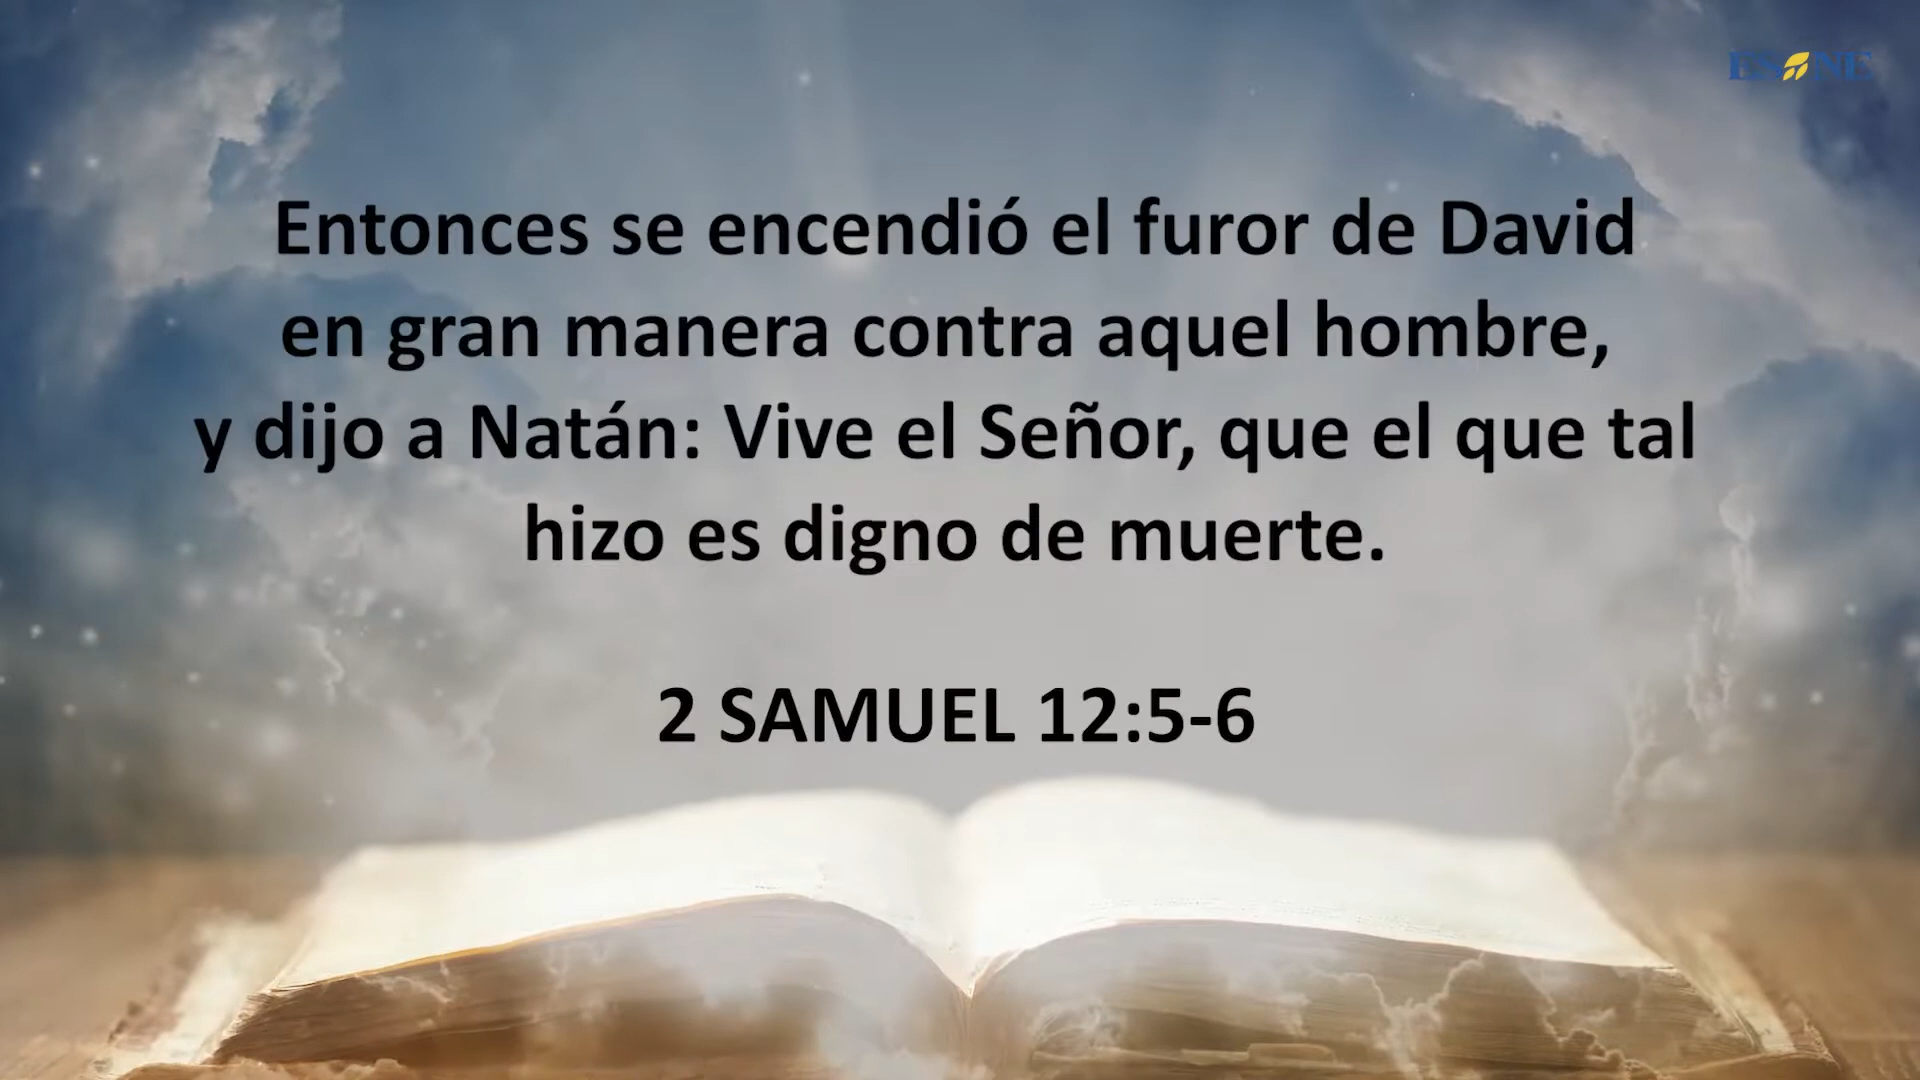 ESNE
Entonces se encendió el furor de David
en gran manera contra aquel hombre,
y dijo a Natán: Vive el Señor, que el que tal
hizo es digno de muerte.
2 SAMUEL 12:5-6